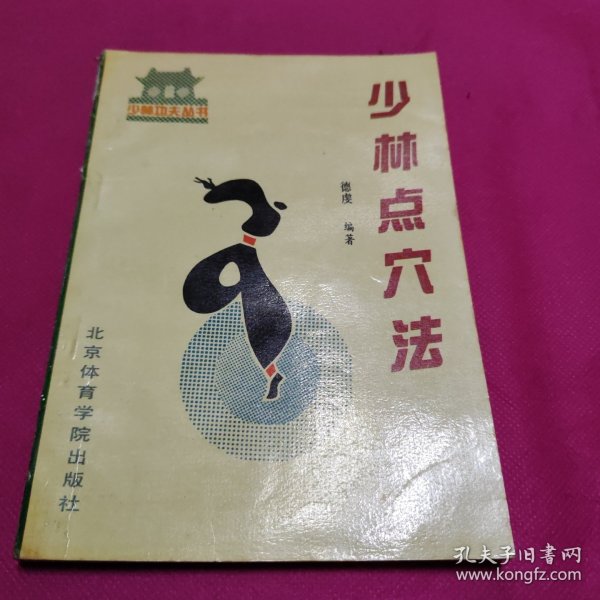 少林功夫丛书
少林点穴法
德虔 编著
北京体育学院出版社
孔夫子旧书网
www.kongfz.com